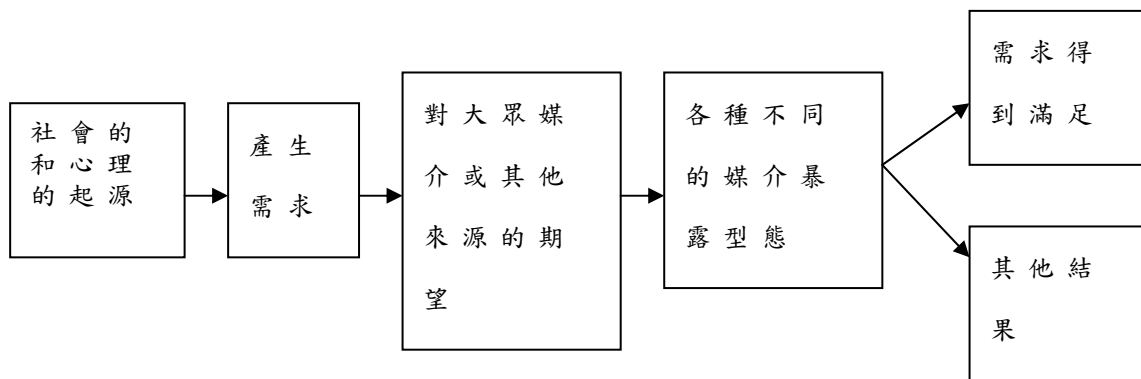 社會的
和心理
的起源
產生
需求
對大眾媒
介或其他
來源的期
望
各種不同
的媒介暴
露型態
需求得
到滿足
其他結
果